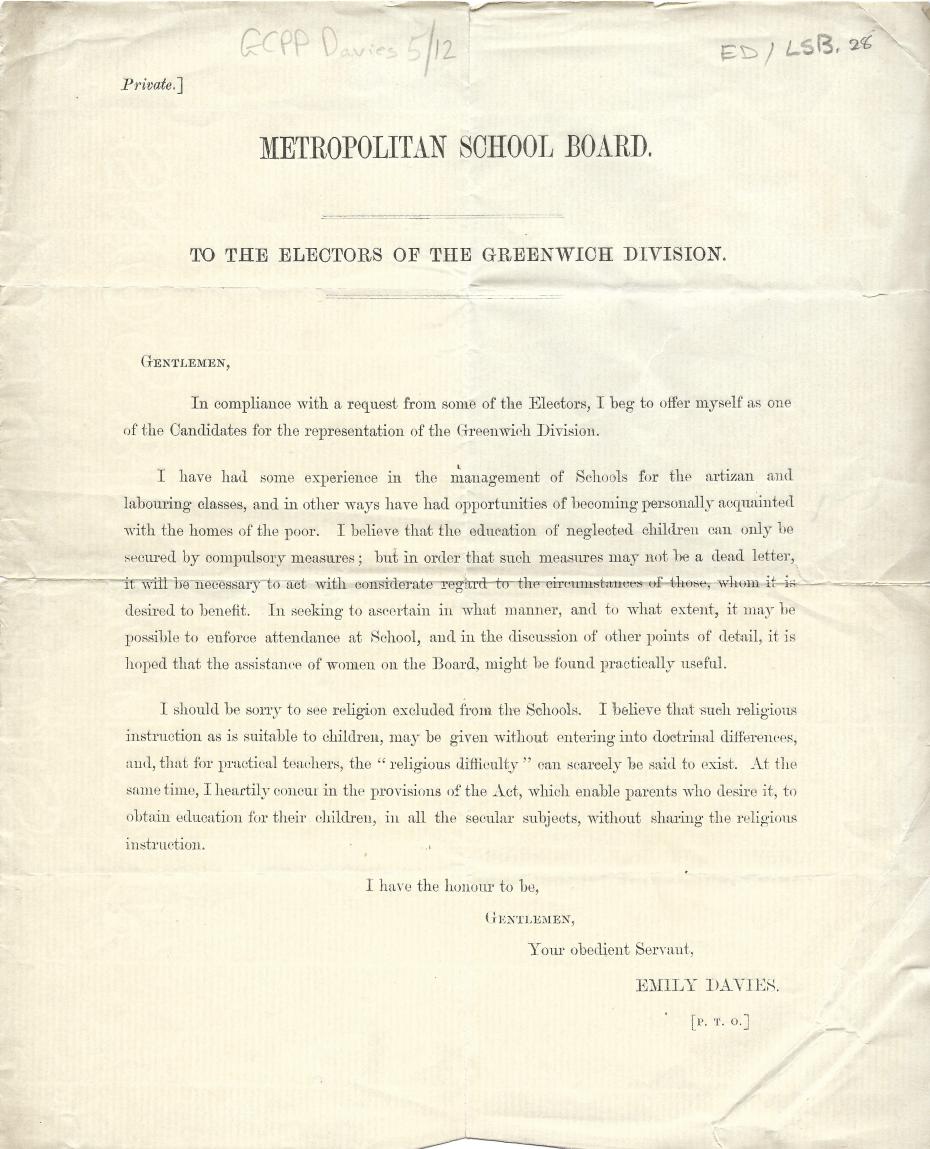 GCPP Davies 5/12
ED/ LSB. 28
Private.]
METROPOLITAN SCHOOL BOARD.
TO THE ELECTORS OF THE GREENWICH DIVISION.
GENTLEMEN,
In compliance with a request from some of the Electors, I beg to offer myself as one
of the Candidates for the representation of the Greenwich Division.
I have had some experience in the management of Schools for the artizan and
labouring classes, and in other ways have had opportunities of becoming personally acquainted
with the homes of the poor. I believe that the education of neglected children can only be
secured by compulsory measures; but in order that such measures may not be a dead letter,
it will be necessary to act with considerate regard to the circumstances of those, whom it is
desired to benefit. In seeking to ascertain in what manner, and to what extent, it may be
possible to enforce attendance at School, and in the discussion of other points of detail, it is
hoped that the assistance of women on the Board, might be found practically useful.
I should be sorry to see religion excluded from the Schools. I believe that such religious
instruction as is suitable to children, may be given without entering into doctrinal differences,
and, that for practical teachers, the “ religious difficulty ” can scarcely be said to exist. At the
same time, I heartily concur in the provisions of the Act, which enable parents who desire it, to
obtain education for their children, in all the secular subjects, without sharing the religious
instruction.
I have the honour to be,
GENTLEMEN,
Your obedient Servant,
EMILY DAVIES.
[P. T. O.]